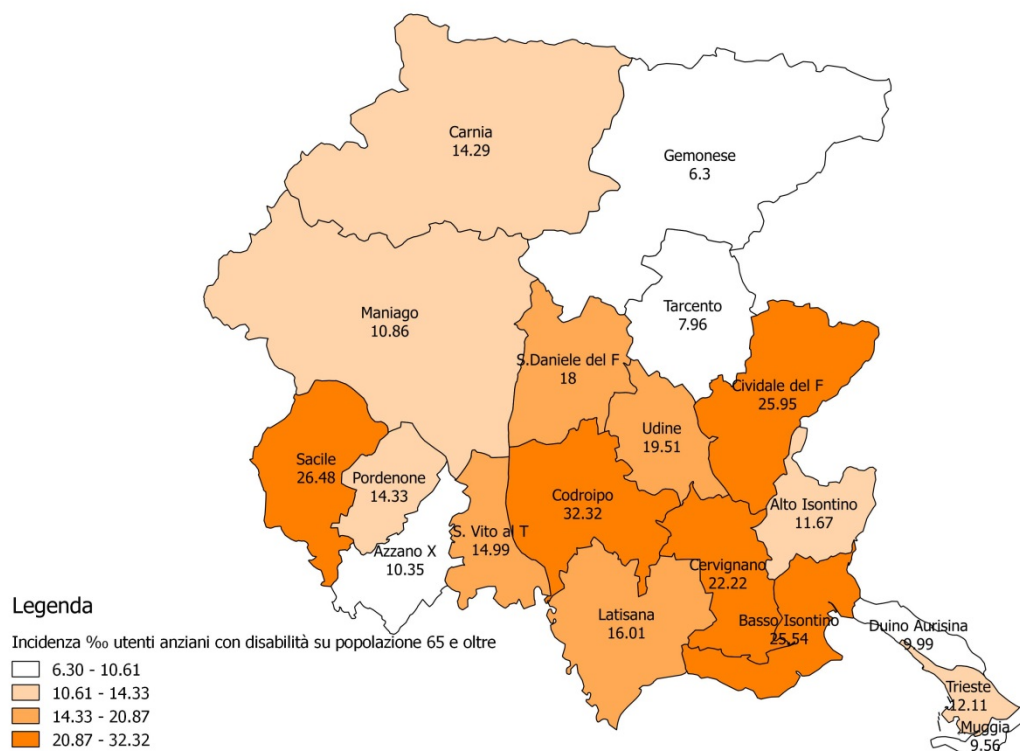 Carnia
14.29
Gemonese
6.3
Tarcento
7.96
Maniago
10.86
S.Daniele del F
18
Cividale del F
25.95
Udine
19.51
Sacile
26.48
Pordenone
14.33
Codroipo
32.32
Alto Isontino
11.67
S. Vito al T
14.99
Azzano X
10.35
Cervignano
22.22
Latisana
16.01
Basso Isontino
25.54
Duino Aurisina
9.99
Trieste
12.11
Muggia
9.56
Legenda
Incidenza %₀ utenti anziani con disabilità su popolazione 65 e oltre
6.30 - 10.61
10.61 - 14.33
14.33 - 20.87
20.87 - 32.32